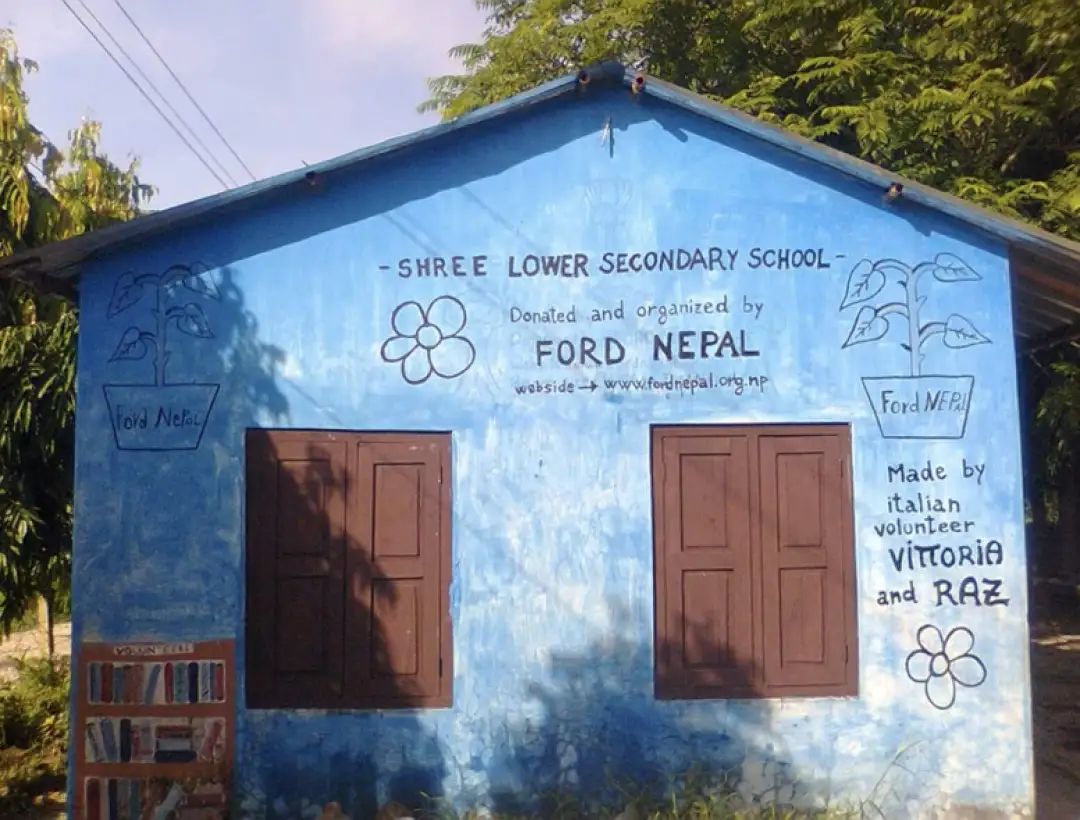 - SHREE LOWER SECONDARY SCHOOL -
Donated and organized by
FORD NEPAL
webside → www.fordnepal.org.np
Ford Nepal
Ford NEPAL
Made by
italian
volunteer
VITTORIA
and RAZ